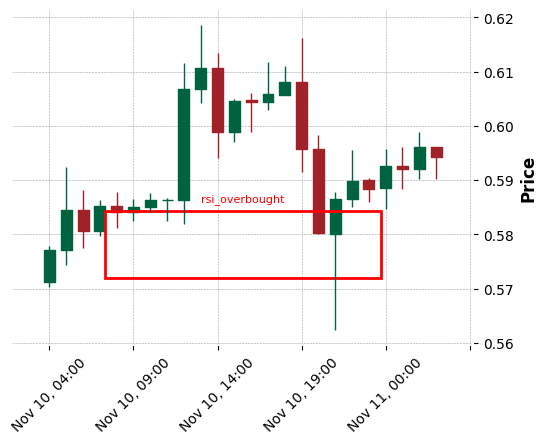 0.62
0.61
0.60
0.59
0.58
0.57
0.56
Price
rsi_overbought
Nov 10, 04:00
Nov 10, 09:00
Nov 10, 14:00
Nov 10, 19:00
Nov 11, 00:00